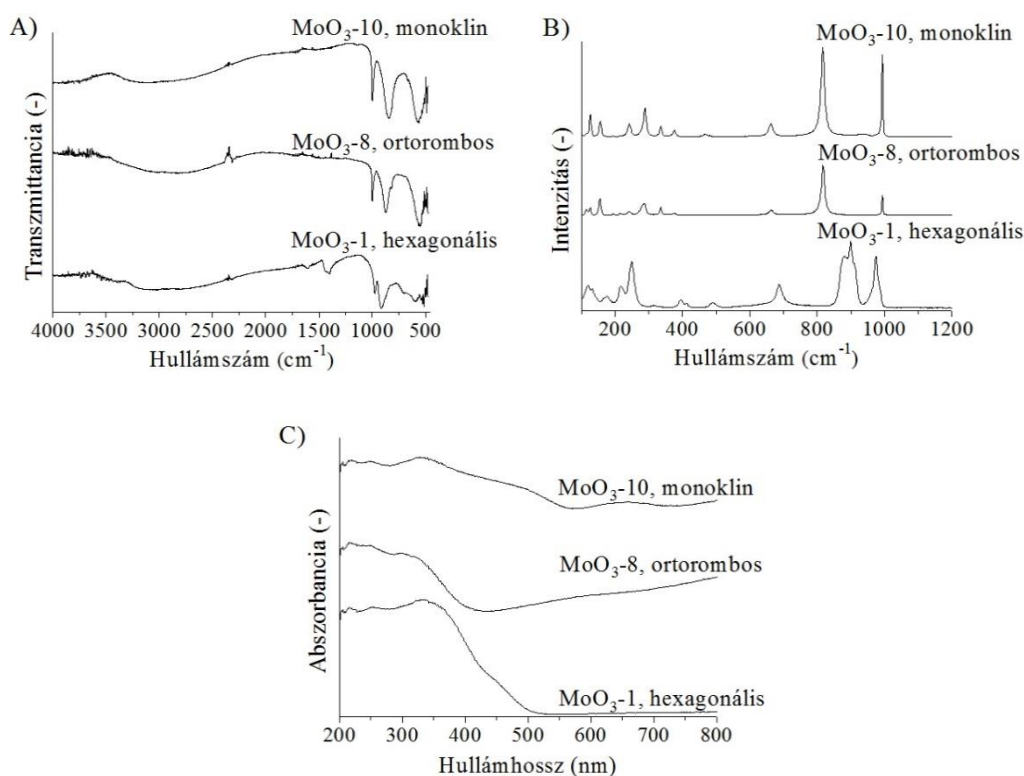 A)
MoO₃-10, monoklin
MoO₃-8, ortorombos
MoO₃-1, hexagonális
Transzmittancia (-)
4000 3500 3000 2500 2000 1500 1000 500
Hullámszám (cm⁻¹)
B)
MoO₃-10, monoklin
MoO₃-8, ortorombos
MoO₃-1, hexagonális
Intenzitás (-)
200 400 600 800 1000 1200
Hullámszám (cm⁻¹)
C)
MoO₃-10, monoklin
MoO₃-8, ortorombos
MoO₃-1, hexagonális
Abszorbancia (-)
200 300 400 500 600 700 800
Hullámhossz (nm)